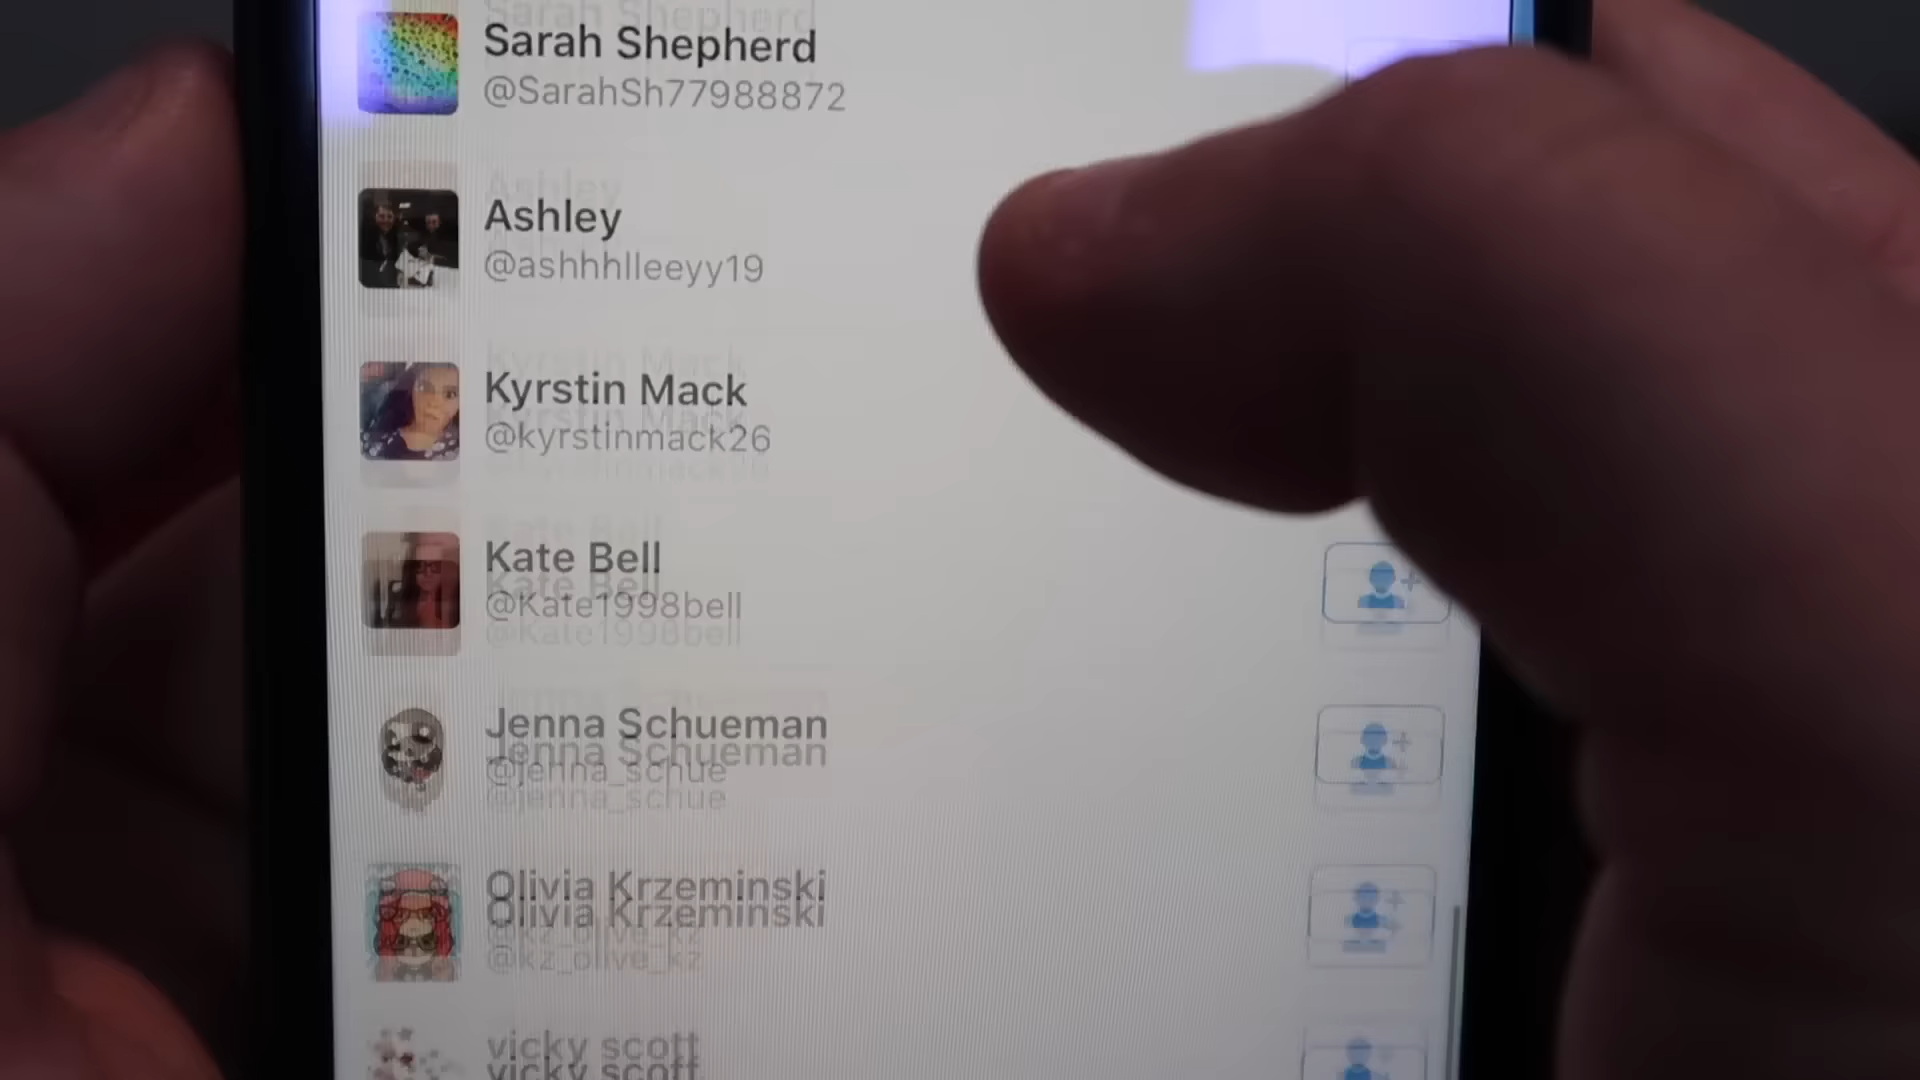 Sarah Shepherd
@SarahSh77988872
Ashley
@ashhhlleeyy19
Kyrstin Mack
@kyrstinmack26
Kate Bell
@Kate1998bell
Jenna Schueman
@jenna_schue
Olivia Krzeminski
@kz_olive_kz
vicky scott